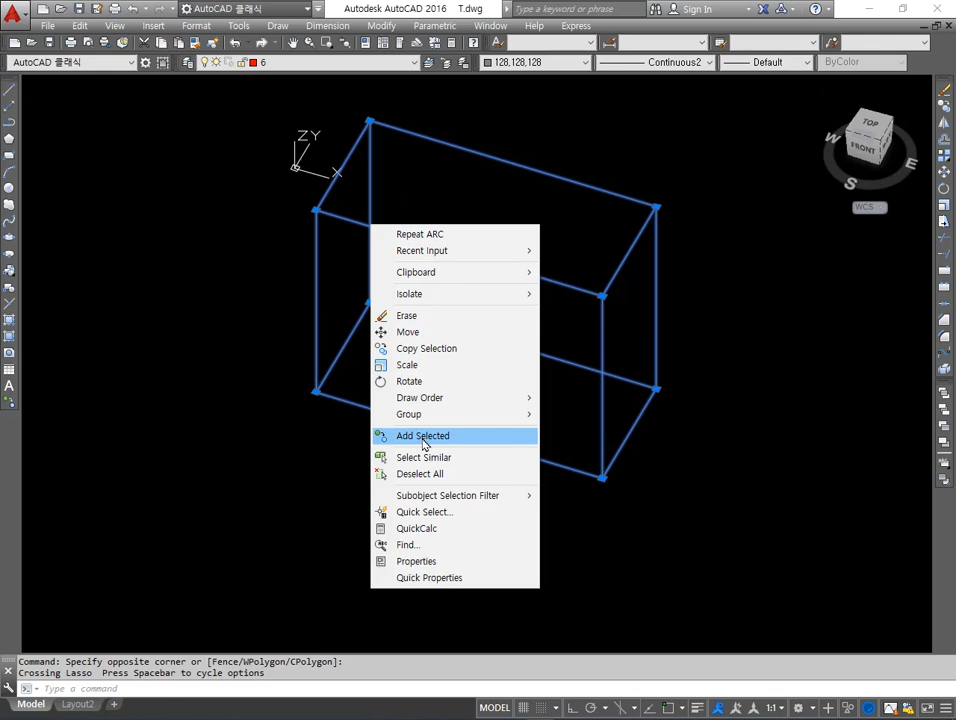 Autodesk AutoCAD 2016    T.dwg
AutoCAD 클래식
Type a keyword or phrase
Sign In
File Edit View Insert Format Tools Draw Dimension Modify Parametric Window Help Express
AutoCAD 클래식
6
128,128,128
Continuous2
Default
ByColor
ZY
X
TOP
FRONT
W
E
S
WCS
Repeat ARC
Recent Input
Clipboard
Isolate
Erase
Move
Copy Selection
Scale
Rotate
Draw Order
Group
Add Selected
Select Similar
Deselect All
Subobject Selection Filter
Quick Select...
QuickCalc
Find...
Properties
Quick Properties
Command: Specify opposite corner or [Fence/WPolygon/CPolygon]:
Crossing Lasso  Press Spacebar to cycle options
Type a command
Model Layout2 +
MODEL
1:1